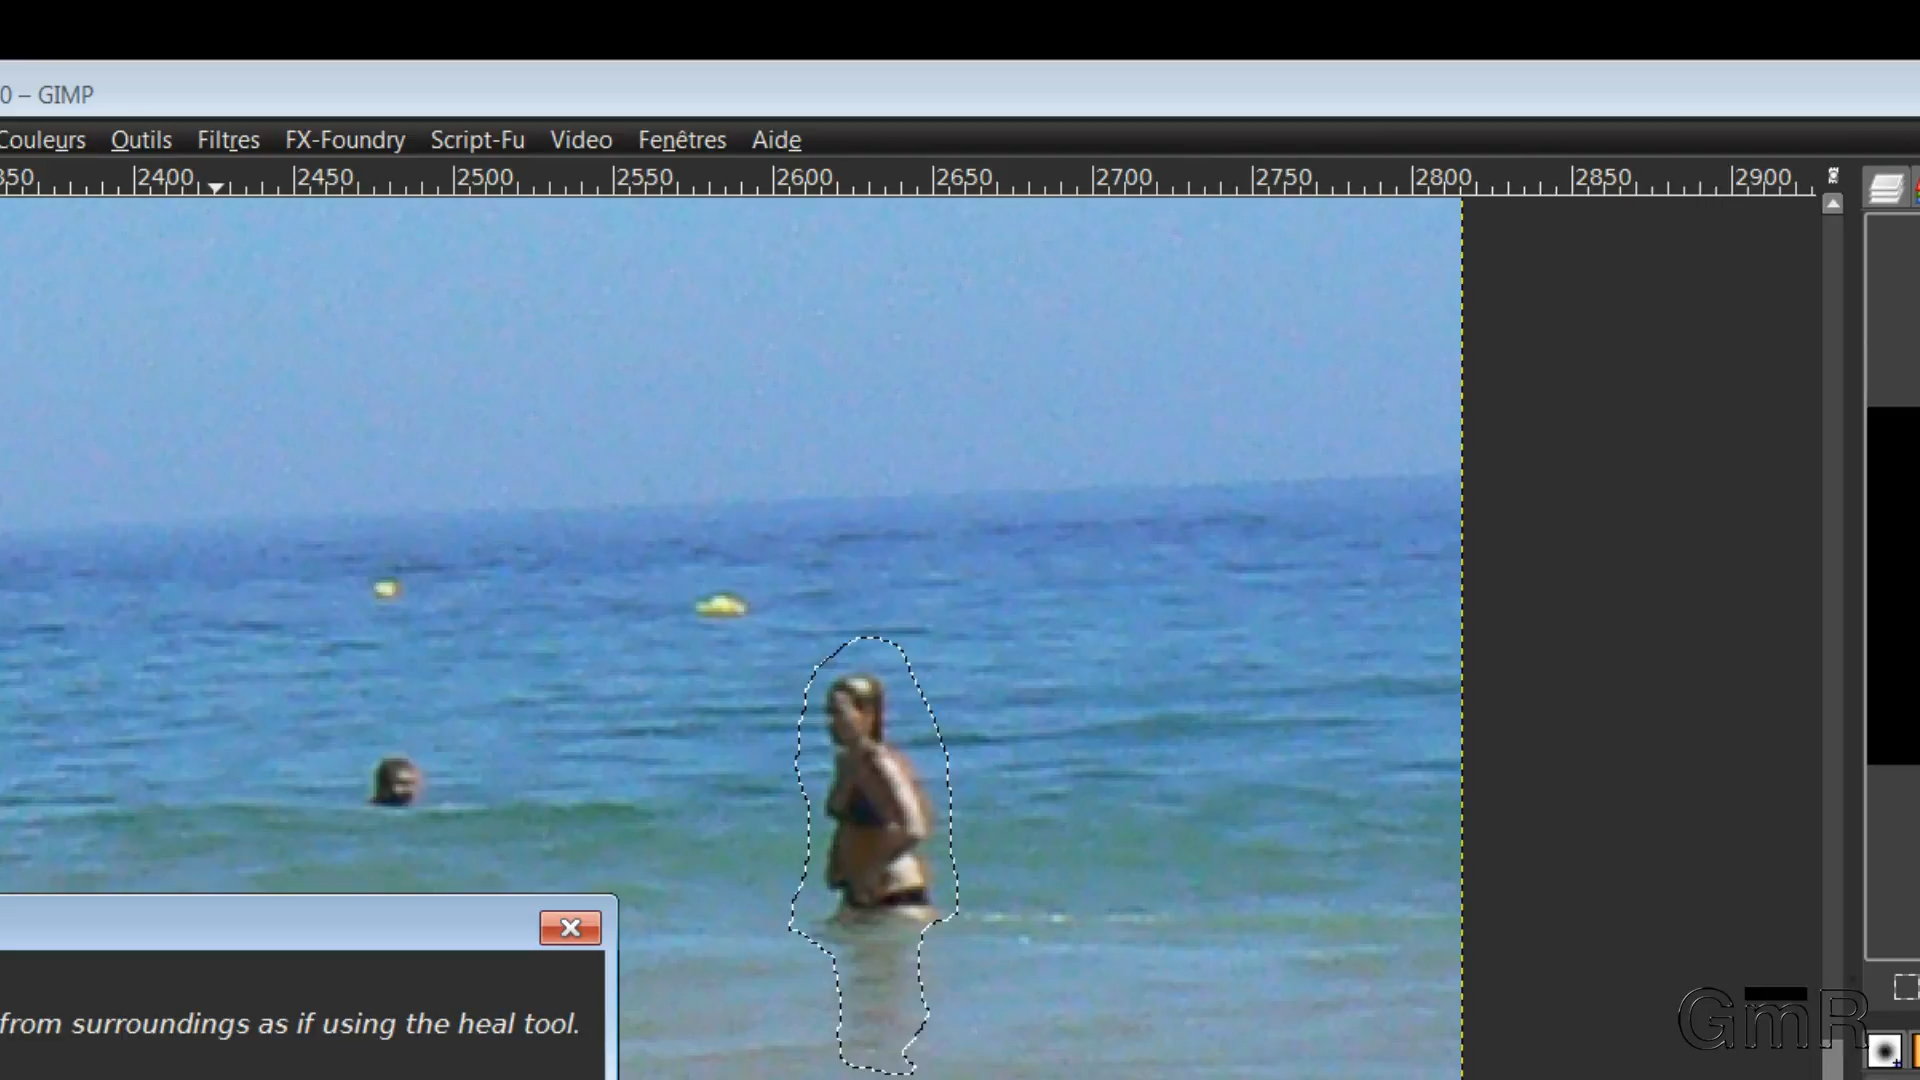 0 – GIMP
Couleurs Outils Filtres FX-Foundry Script-Fu Video Fenêtres Aide
350 2400 2450 2500 2550 2600 2650 2700 2750 2800 2850 2900
from surroundings as if using the heal tool.
GmR